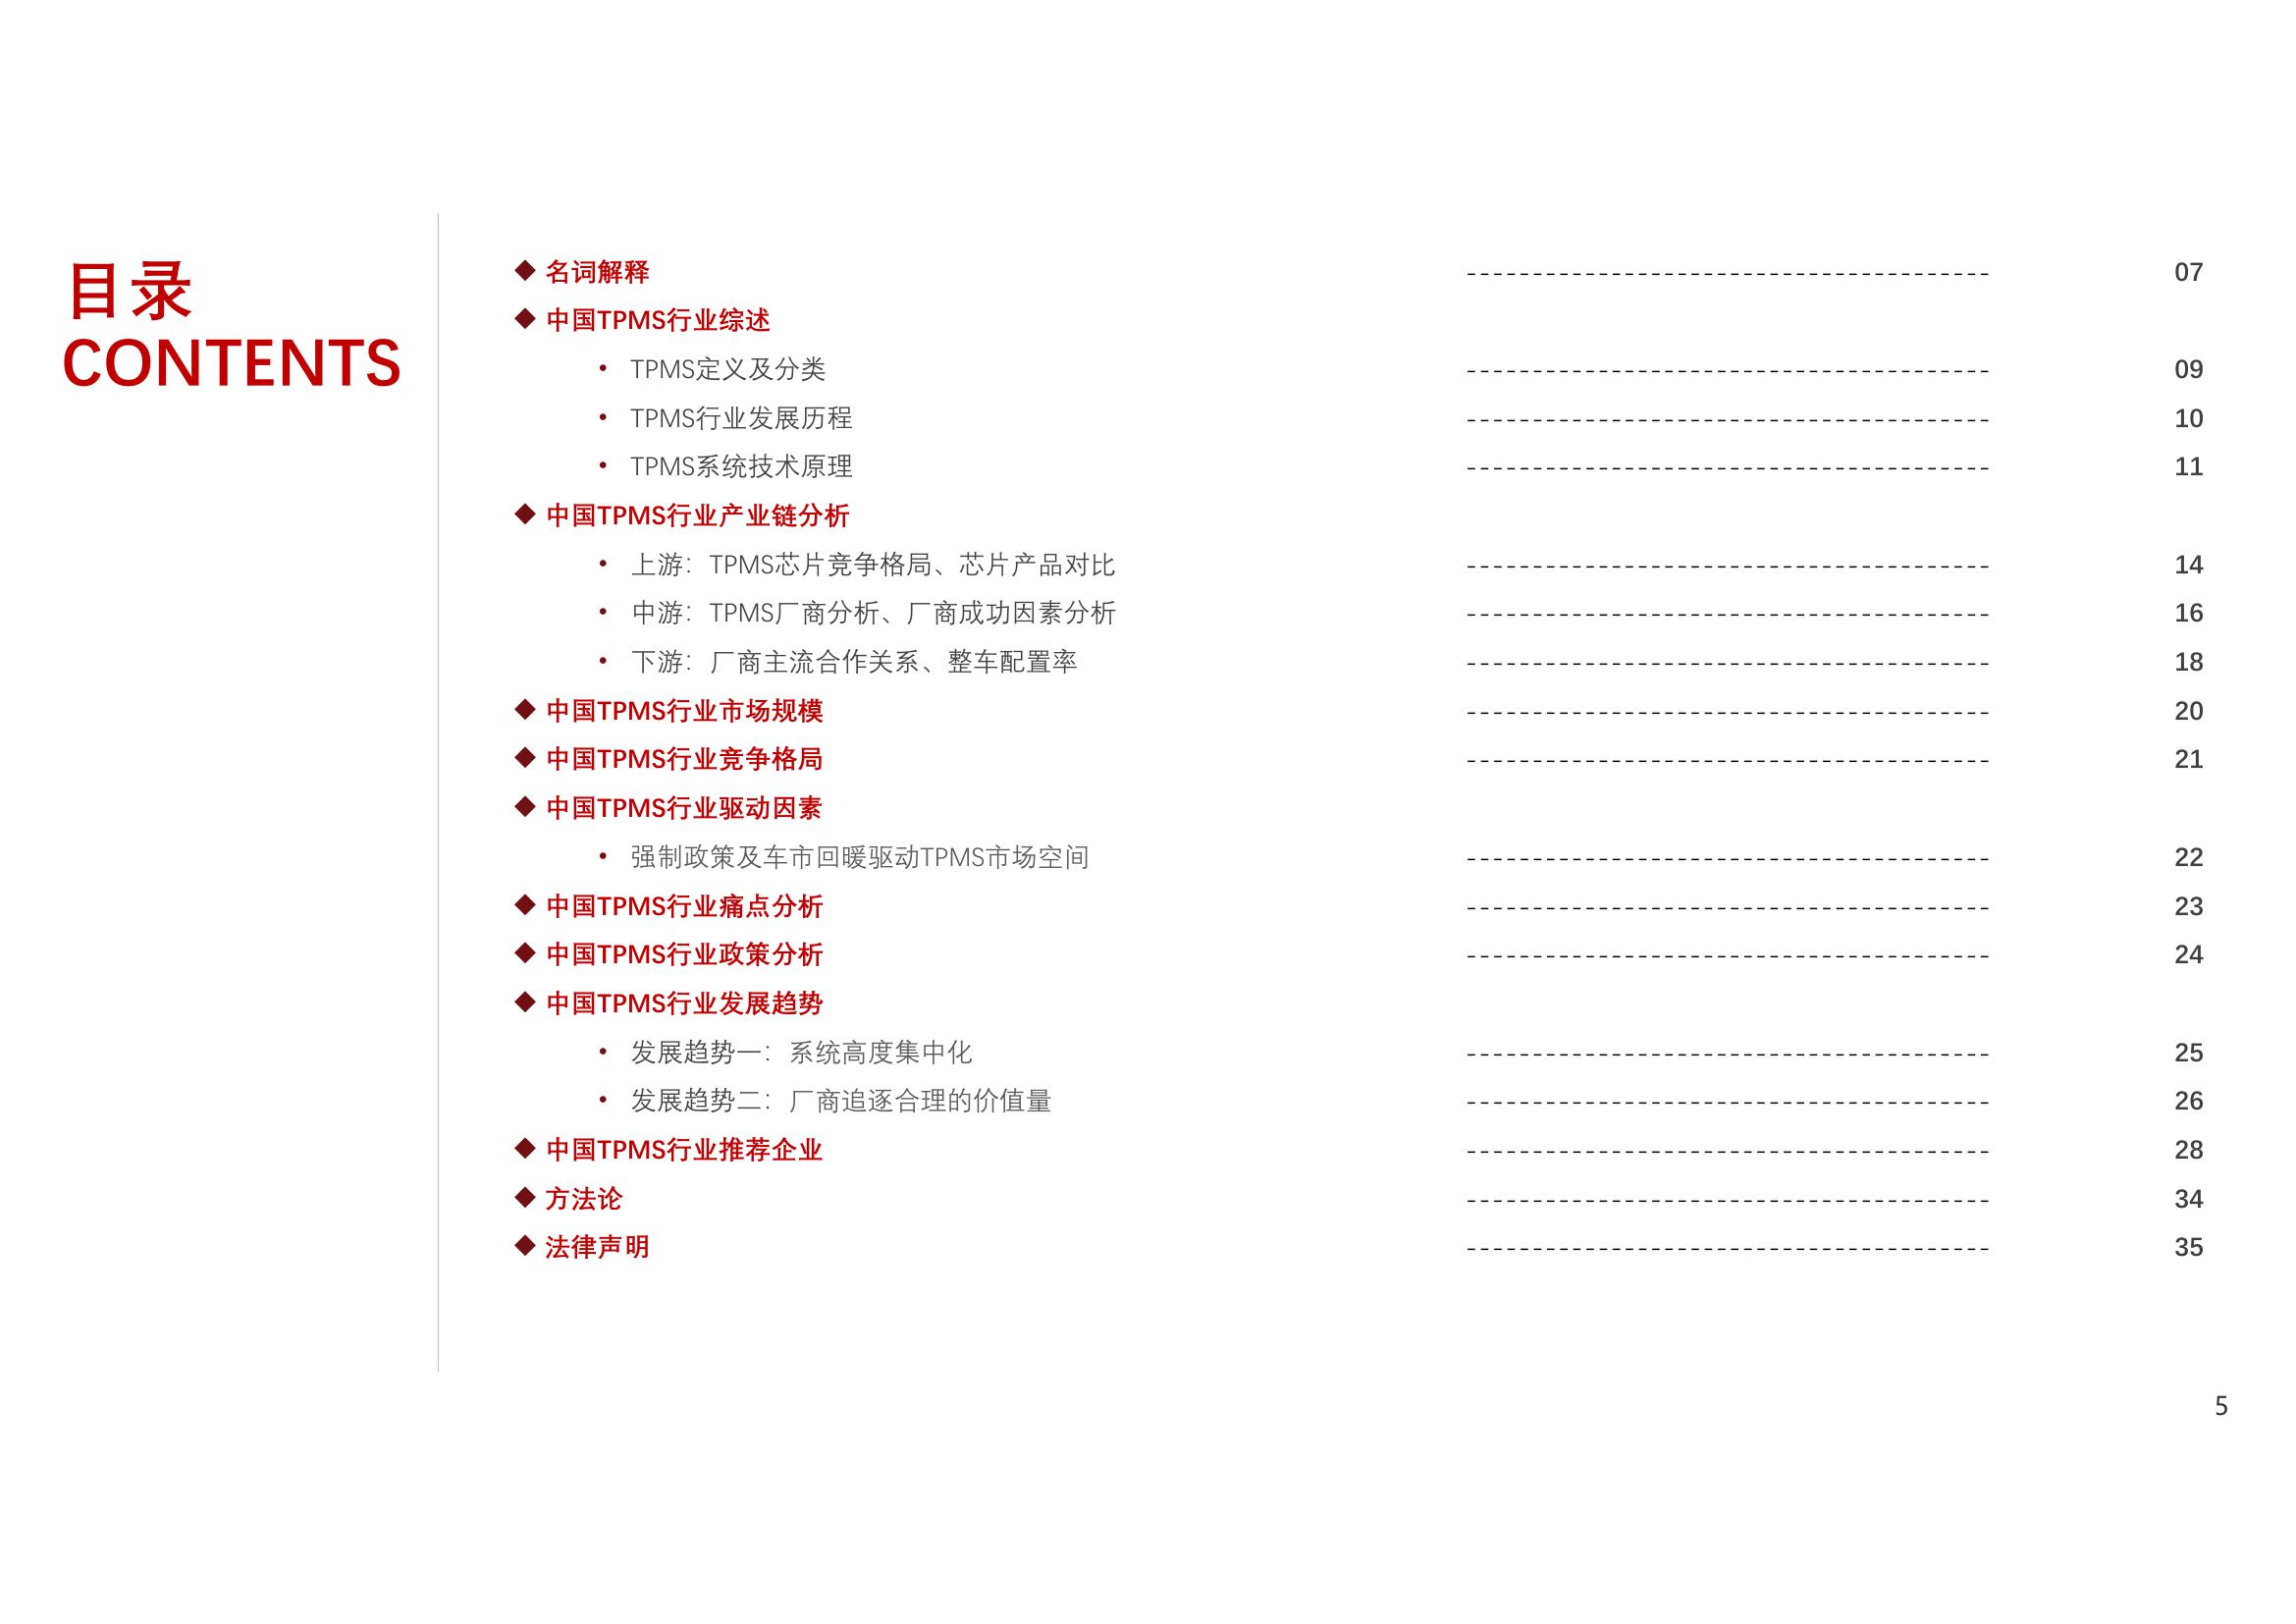 目录
CONTENTS
◆ 名词解释 ---------------------------------------- 07
◆ 中国TPMS行业综述
• TPMS定义及分类 ---------------------------------------- 09
• TPMS行业发展历程 ---------------------------------------- 10
• TPMS系统技术原理 ---------------------------------------- 11
◆ 中国TPMS行业产业链分析
• 上游：TPMS芯片竞争格局、芯片产品对比 ---------------------------------------- 14
• 中游：TPMS厂商分析、厂商成功因素分析 ---------------------------------------- 16
• 下游：厂商主流合作关系、整车配置率 ---------------------------------------- 18
◆ 中国TPMS行业市场规模 ---------------------------------------- 20
◆ 中国TPMS行业竞争格局 ---------------------------------------- 21
◆ 中国TPMS行业驱动因素
• 强制政策及车市回暖驱动TPMS市场空间 ---------------------------------------- 22
◆ 中国TPMS行业痛点分析 ---------------------------------------- 23
◆ 中国TPMS行业政策分析 ---------------------------------------- 24
◆ 中国TPMS行业发展趋势
• 发展趋势一：系统高度集中化 ---------------------------------------- 25
• 发展趋势二：厂商追逐合理的价值量 ---------------------------------------- 26
◆ 中国TPMS行业推荐企业 ---------------------------------------- 28
◆ 方法论 ---------------------------------------- 34
◆ 法律声明 ---------------------------------------- 35
5